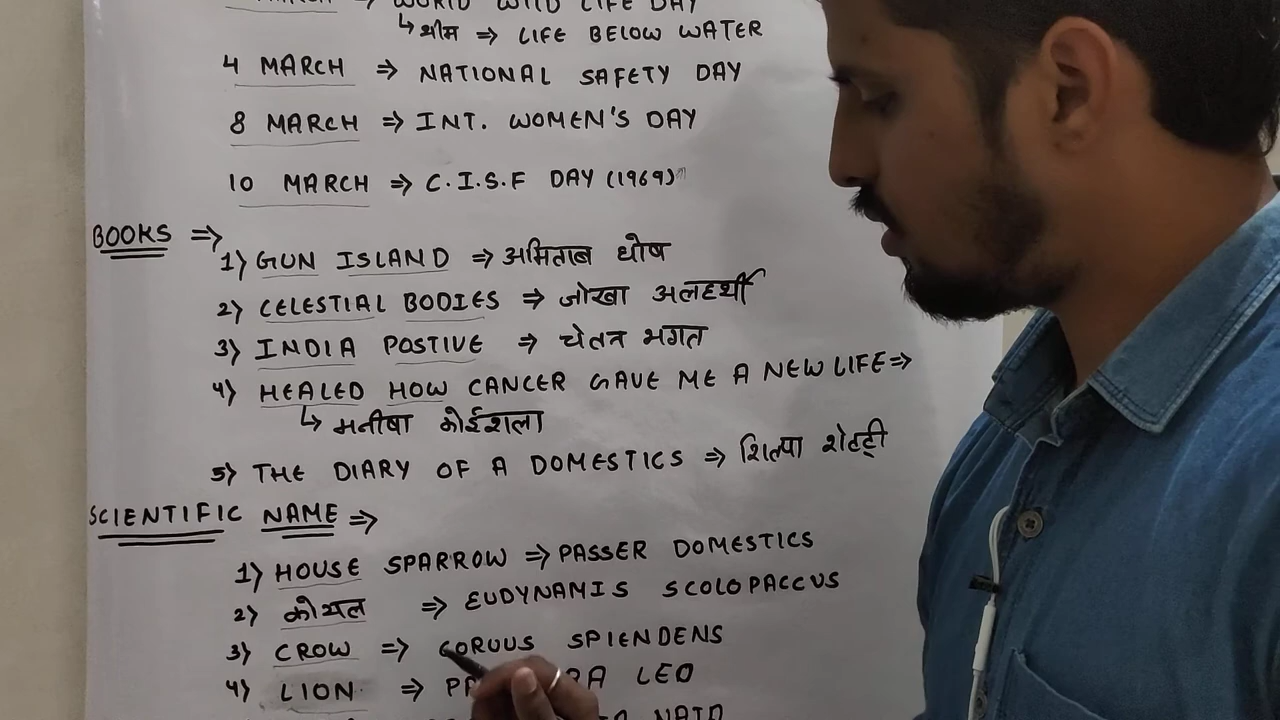 MARCH ⇒ WORLD WILD LIFE DAY
↳ थीम ⇒ LIFE BELOW WATER
4 MARCH ⇒ NATIONAL SAFETY DAY
8 MARCH ⇒ INT. WOMEN'S DAY
10 MARCH ⇒ C.I.S.F DAY (1969)
BOOKS ⇒
1) GUN ISLAND ⇒ अमिताब घोष
2) CELESTIAL BODIES ⇒ जोखा अलहर्थी
3) INDIA POSTIVE ⇒ चेतन भगत
4) HEALED HOW CANCER GAVE ME A NEW LIFE ⇒
↳ मनीषा कोईशला
5) THE DIARY OF A DOMESTICS ⇒ शिल्पा शेट्टी
SCIENTIFIC NAME ⇒
1) HOUSE SPARROW ⇒ PASSER DOMESTICS
2) कोयल ⇒ EUDYNAMIS SCOLOPACCUS
3) CROW ⇒ CORVUS SPIENDENS
4) LION ⇒ LEO